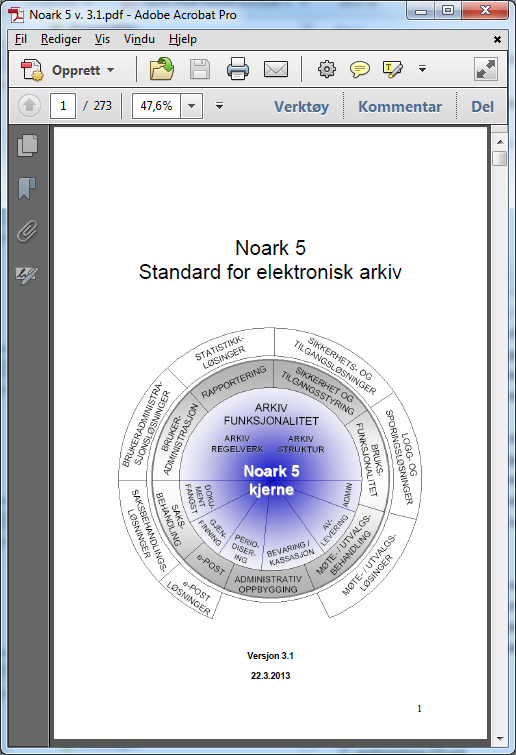 Noark 5 v. 3.1.pdf - Adobe Acrobat Pro
Fil Rediger Vis Vindu Hjelp
Opprett
1 / 273 47,6% Verktøy Kommentar Del
Noark 5
Standard for elektronisk arkiv
STATISTIKK-
LØSINGER
SIKKERHETS- OG
TILGANGSLØSNINGER
BRUKERADMINISTRA-
SJONSLØSNINGER
LOGG- OG
SPORINGSLØSNINGER
RAPPORTERING
SIKKERHET OG
TILGANGSSTYRING
BRUKER-
ADMINISTRASJON
BRUKS-
FUNKSJONALITET
ARKIV
FUNKSJONALITET
ARKIV
REGELVERK
ARKIV
STRUKTUR
Noark 5
kjerne
DOKU-
MENT
FANGST
GJEN-
FINNING
PERIO-
DISER-
ING
BEVARING /
KASSASJON
AV-
LEVERING
ADMIN
SAKS-
BEHANDLING
e-POST
ADMINISTRATIV
OPPBYGGING
MØTE- / UTVALGS-
BEHANDLING
SAKSBEHANDLINGS-
LØSNINGER
e-POST
LØSNINGER
MØTE- / UTVALGS-
LØSINGER
Versjon 3.1
22.3.2013
1